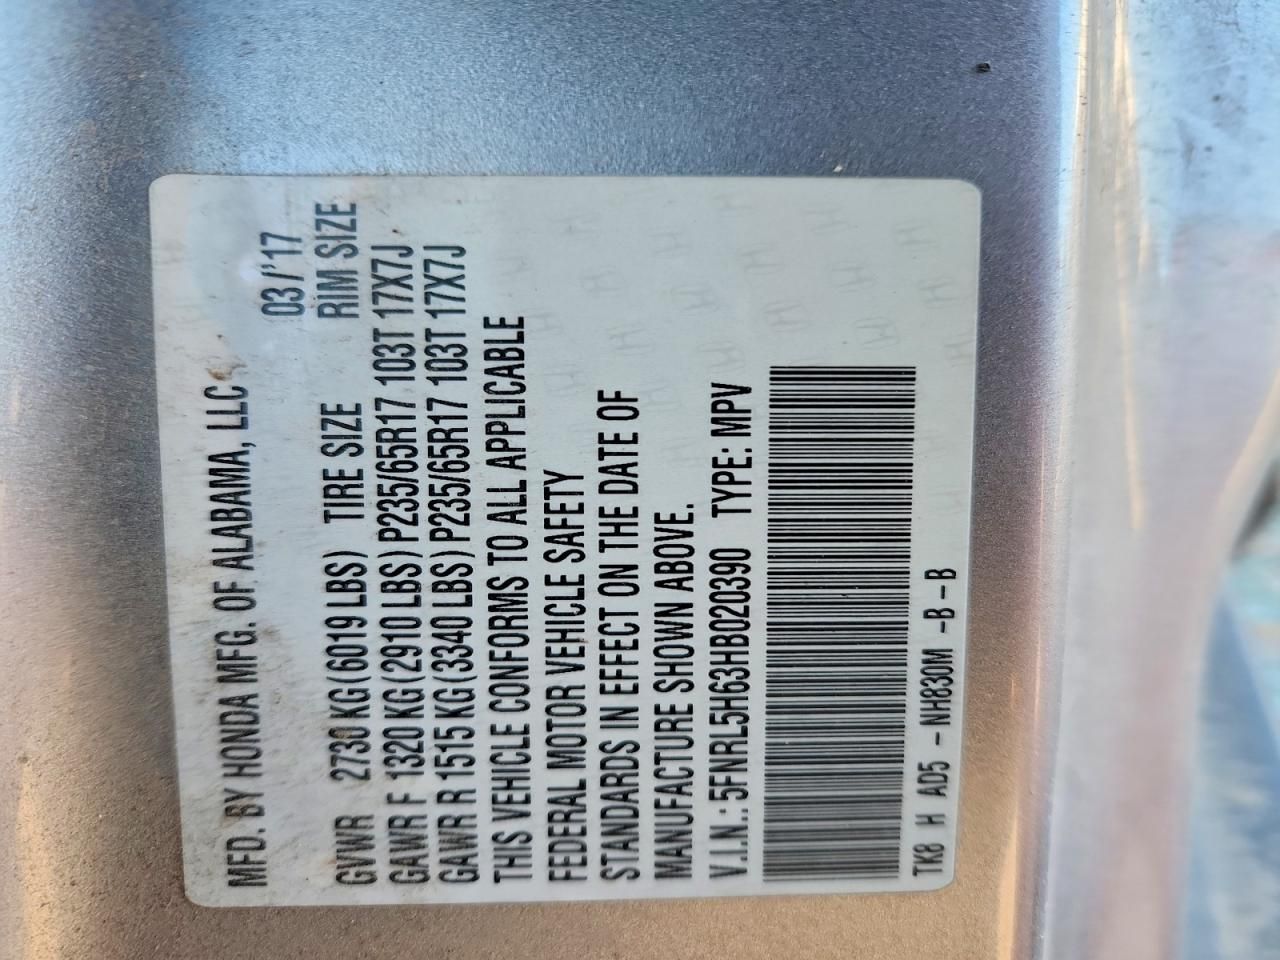 MFD. BY HONDA MFG. OF ALABAMA, LLC
03/'17
GVWR 2730 KG (6019 LBS) TIRE SIZE RIM SIZE
GAWR F 1320 KG (2910 LBS) P235/65R17 103T 17X7J
GAWR R 1515 KG (3340 LBS) P235/65R17 103T 17X7J
THIS VEHICLE CONFORMS TO ALL APPLICABLE
FEDERAL MOTOR VEHICLE SAFETY
STANDARDS IN EFFECT ON THE DATE OF
MANUFACTURE SHOWN ABOVE.
V.I.N.: 5FNRL5H63HB020390 TYPE: MPV
TK8 H AD5 - NH830M -B -B